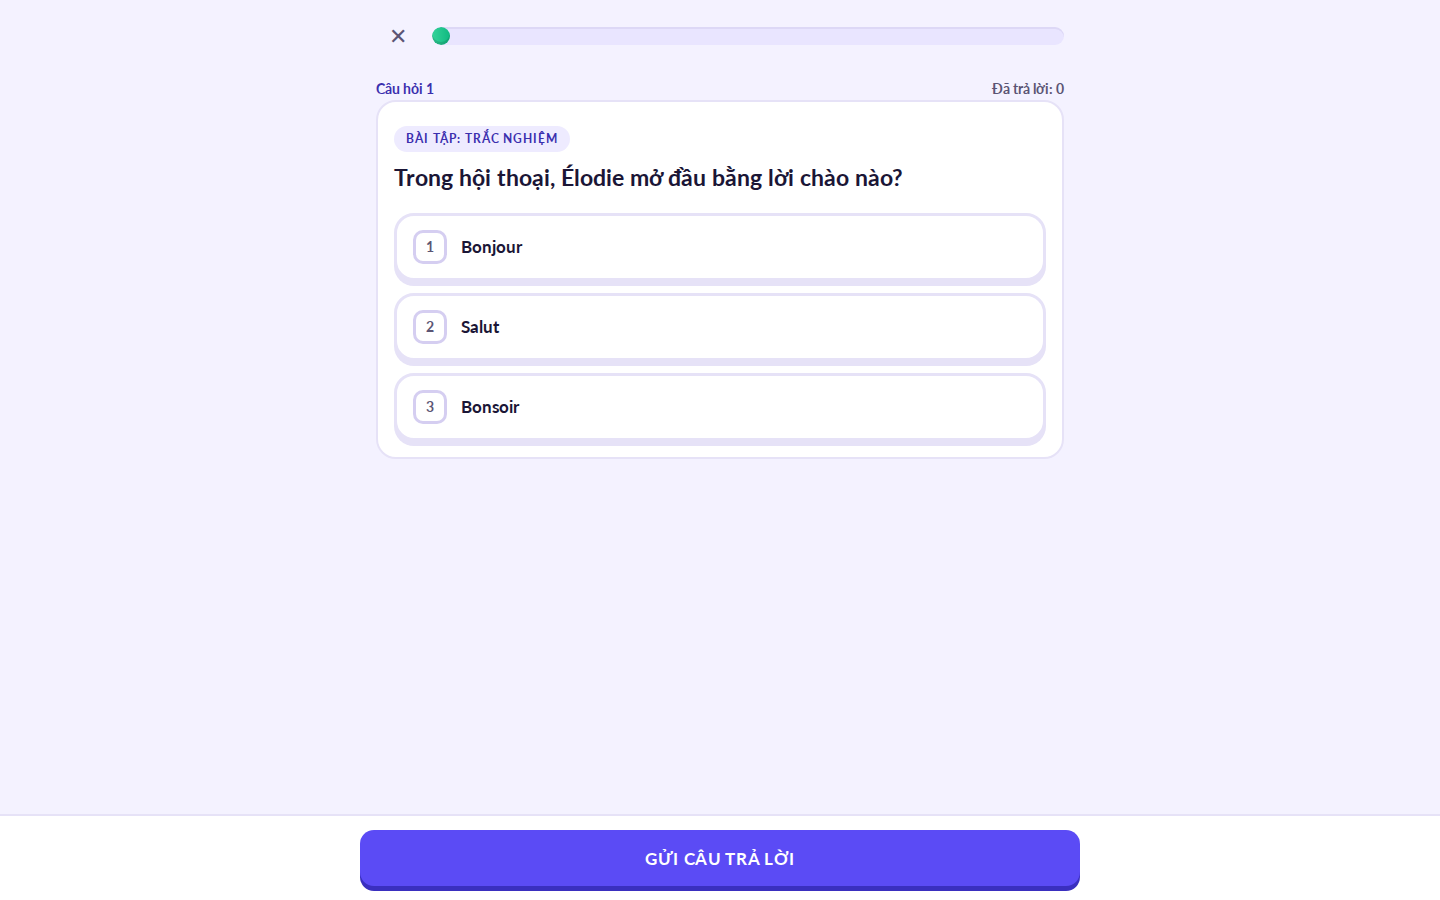 Câu hỏi 1
Đã trả lời: 0
BÀI TẬP: TRẮC NGHIỆM
Trong hội thoại, Élodie mở đầu bằng lời chào nào?
1 Bonjour
2 Salut
3 Bonsoir
GỬI CÂU TRẢ LỜI